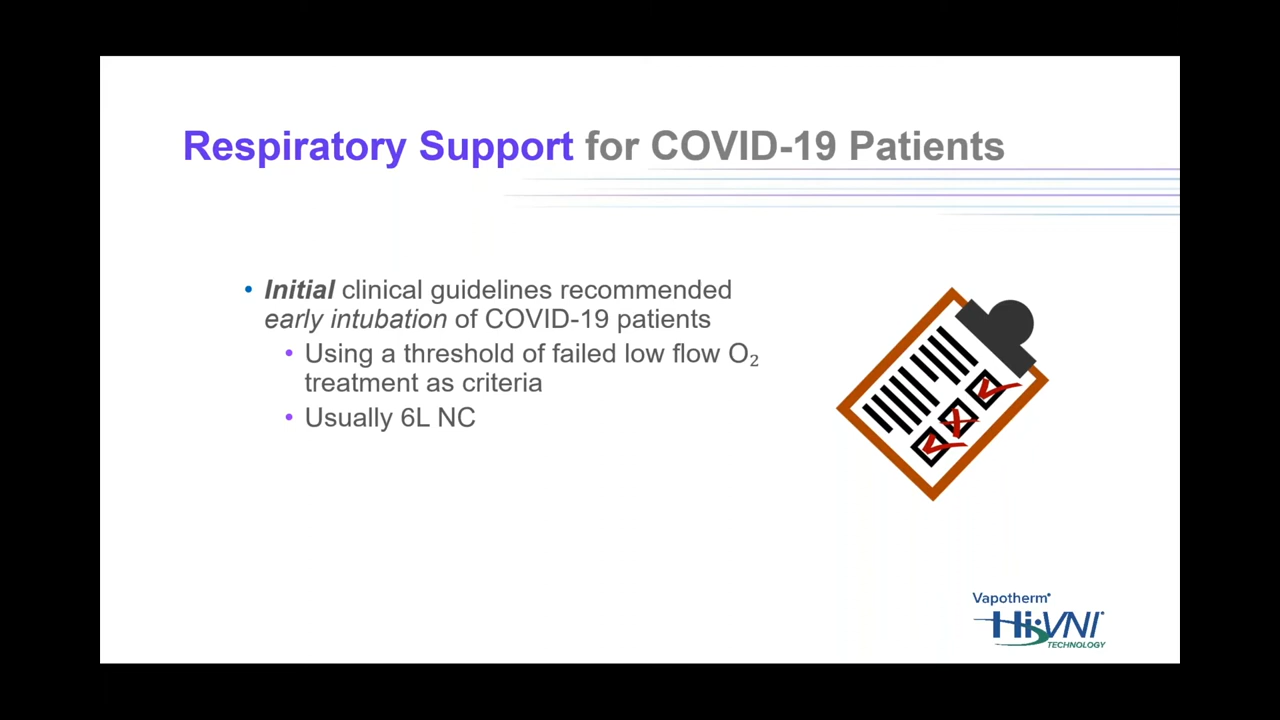 Respiratory Support for COVID-19 Patients
• Initial clinical guidelines recommended
early intubation of COVID-19 patients
• Using a threshold of failed low flow O₂
treatment as criteria
• Usually 6L NC
Vapotherm®
Hi-VNI®
TECHNOLOGY